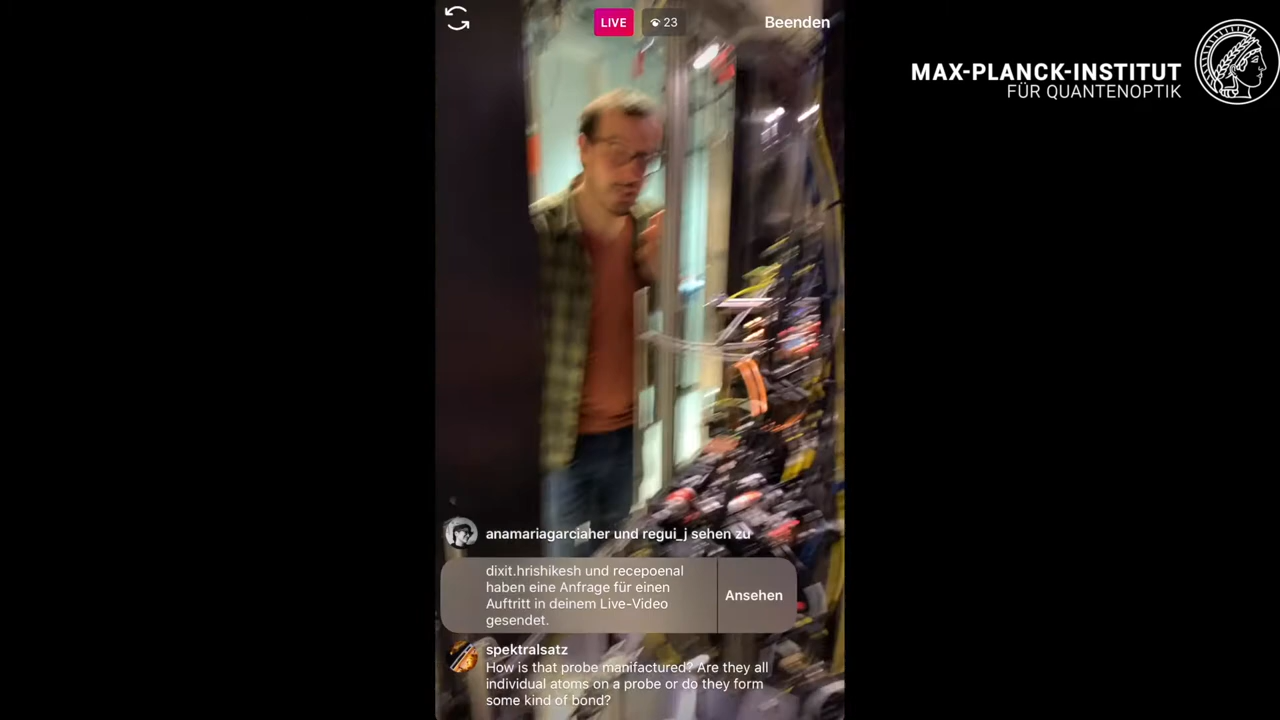 LIVE
23
Beenden
MAX-PLANCK-INSTITUT
FÜR QUANTENOPTIK
anamariagarciaher und regui_j sehen zu
dixit.hrishikesh und recepoenal
haben eine Anfrage für einen
Auftritt in deinem Live-Video
gesendet.
Ansehen
spektralsatz
How is that probe manifactured? Are they all
individual atoms on a probe or do they form
some kind of bond?